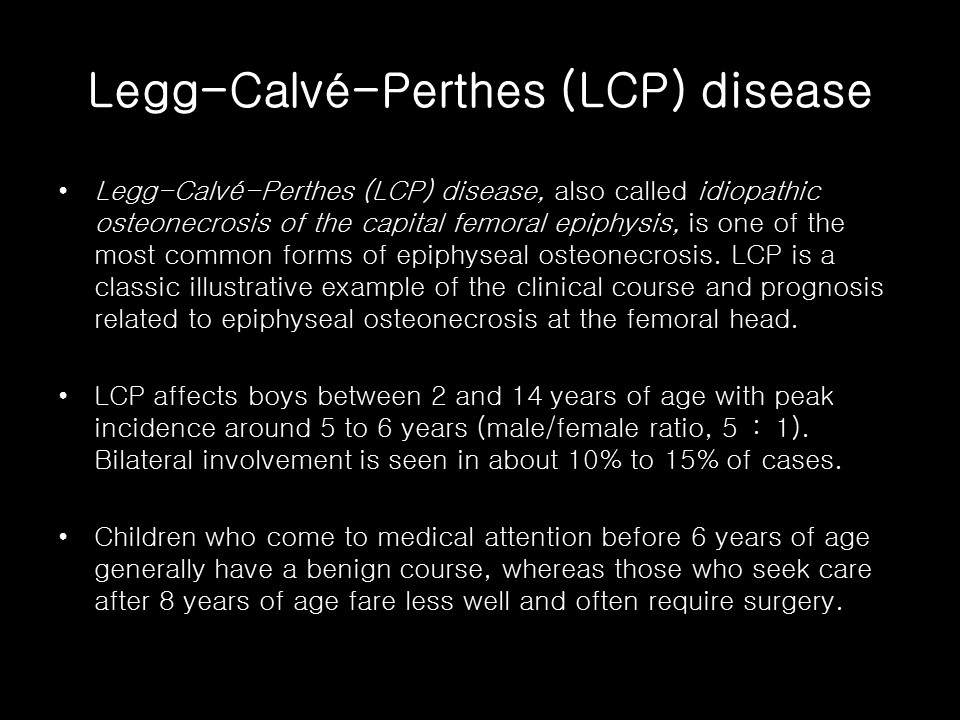 Legg-Calvé-Perthes (LCP) disease
• Legg-Calvé-Perthes (LCP) disease, also called idiopathic
osteonecrosis of the capital femoral epiphysis, is one of the
most common forms of epiphyseal osteonecrosis. LCP is a
classic illustrative example of the clinical course and prognosis
related to epiphyseal osteonecrosis at the femoral head.
• LCP affects boys between 2 and 14 years of age with peak
incidence around 5 to 6 years (male/female ratio, 5 : 1).
Bilateral involvement is seen in about 10% to 15% of cases.
• Children who come to medical attention before 6 years of age
generally have a benign course, whereas those who seek care
after 8 years of age fare less well and often require surgery.